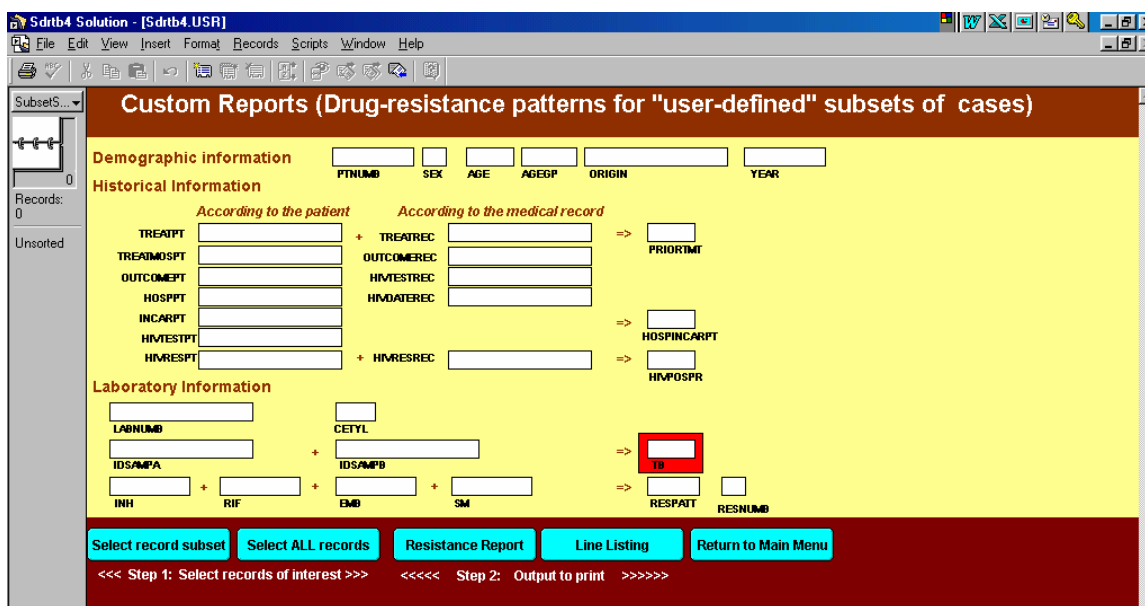 Sdrtb4 Solution - [Sdrtb4.USR]
File Edit View Insert Format Records Scripts Window Help
SubsetS...
Custom Reports (Drug-resistance patterns for "user-defined" subsets of cases)
0
Records:
0
Unsorted
Demographic information
PTNUMB SEX AGE AGEGP ORIGIN YEAR
Historical Information
According to the patient According to the medical record
TREATPT + TREATREC =>
PRIORTMT
TREATMOSPT OUTCOMEREC
OUTCOMEPT HIVTESTREC
HOSPPT HIVDATEREC
INCARPT =>
HOSPINCARPT
HIVTESTPT
HIVRESPT + HIVRESREC =>
HIVPOSPR
Laboratory Information
LABNUMB CETYL
+ =>
IDSAMPA IDSAMPB TB
+ + + =>
INH RIF EMB SM RESPATT RESNUMB
Select record subset Select ALL records Resistance Report Line Listing Return to Main Menu
<<< Step 1: Select records of interest >>> <<<<< Step 2: Output to print >>>>>>